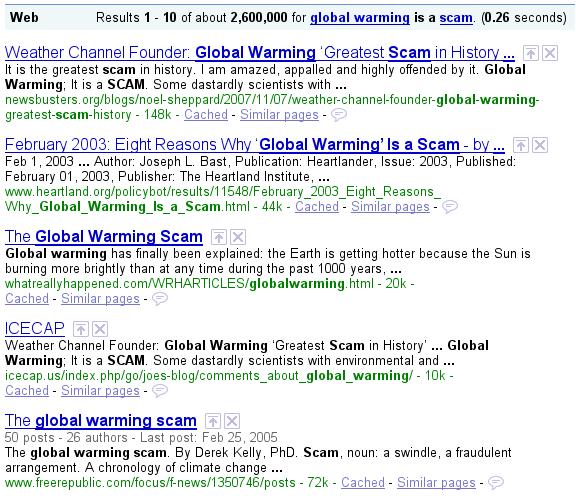 Web Results 1 - 10 of about 2,600,000 for global warming is a scam. (0.26 seconds)
Weather Channel Founder: Global Warming ‘Greatest Scam in History ...
It is the greatest scam in history. I am amazed, appalled and highly offended by it. Global
Warming; It is a SCAM. Some dastardly scientists with ...
newsbusters.org/blogs/noel-sheppard/2007/11/07/weather-channel-founder-global-warming-
greatest-scam-history - 148k - Cached - Similar pages -
February 2003: Eight Reasons Why ‘Global Warming’ Is a Scam - by ...
Feb 1, 2003 ... Author: Joseph L. Bast, Publication: Heartlander, Issue: 2003, Published:
February 01, 2003, Publisher: The Heartland Institute, ...
www.heartland.org/policybot/results/11548/February_2003_Eight_Reasons_
Why_Global_Warming_Is_a_Scam.html - 44k - Cached - Similar pages -
The Global Warming Scam
Global warming has finally been explained: the Earth is getting hotter because the Sun is
burning more brightly than at any time during the past 1000 years, ...
whatreallyhappened.com/WRHARTICLES/globalwarming.html - 20k -
Cached - Similar pages -
ICECAP
Weather Channel Founder: Global Warming ‘Greatest Scam in History’ ... Global
Warming; It is a SCAM. Some dastardly scientists with environmental and ...
icecap.us/index.php/go/joes-blog/comments_about_global_warming/ - 10k -
Cached - Similar pages -
The global warming scam
50 posts - 26 authors - Last post: Feb 25, 2005
The global warming scam. By Derek Kelly, PhD. Scam, noun: a swindle, a fraudulent
arrangement. A chronology of climate change ...
www.freerepublic.com/focus/f-news/1350746/posts - 72k - Cached - Similar pages -